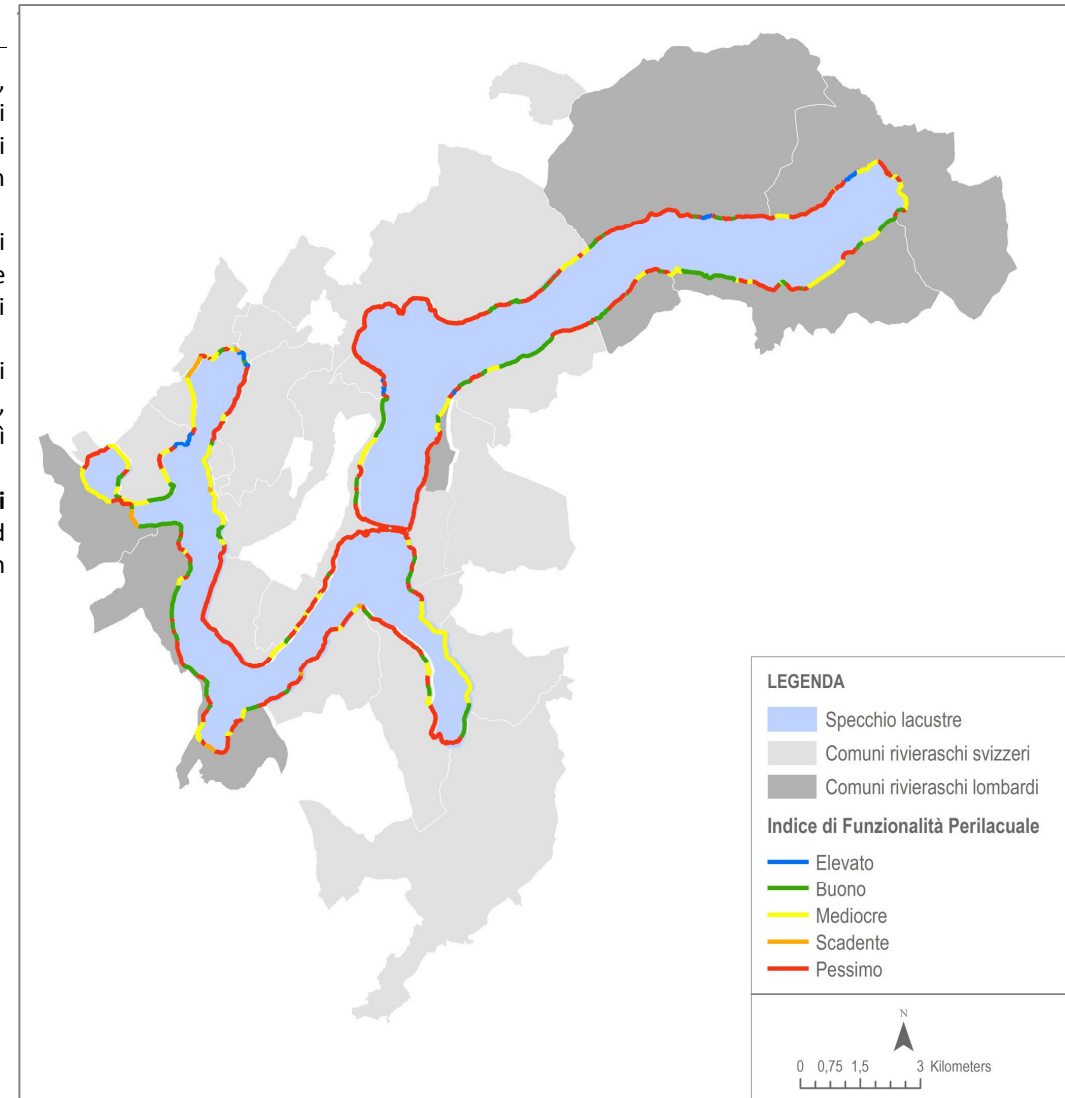 ,
i
i
n
i
e
i
i
,
ì
i
d
n
LEGENDA
Specchio lacustre
Comuni rivieraschi svizzeri
Comuni rivieraschi lombardi
Indice di Funzionalità Perilacuale
Elevato
Buono
Mediocre
Scadente
Pessimo
N
0 0,75 1,5 3 Kilometers